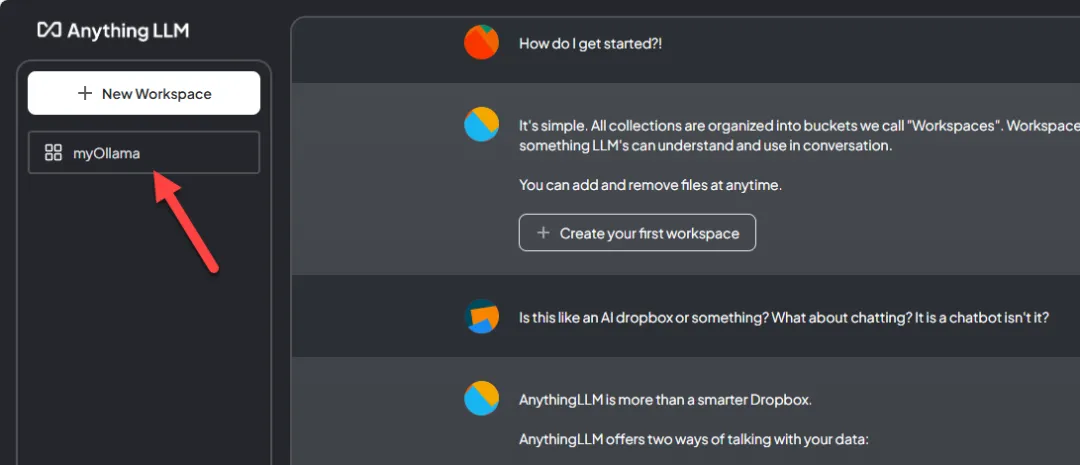 Anything LLM
New Workspace
myOllama
How do I get started?!
It's simple. All collections are organized into buckets we call "Workspaces". Workspace
something LLM's can understand and use in conversation.
You can add and remove files at anytime.
Create your first workspace
Is this like an AI dropbox or something? What about chatting? It is a chatbot isn't it?
AnythingLLM is more than a smarter Dropbox.
AnythingLLM offers two ways of talking with your data: